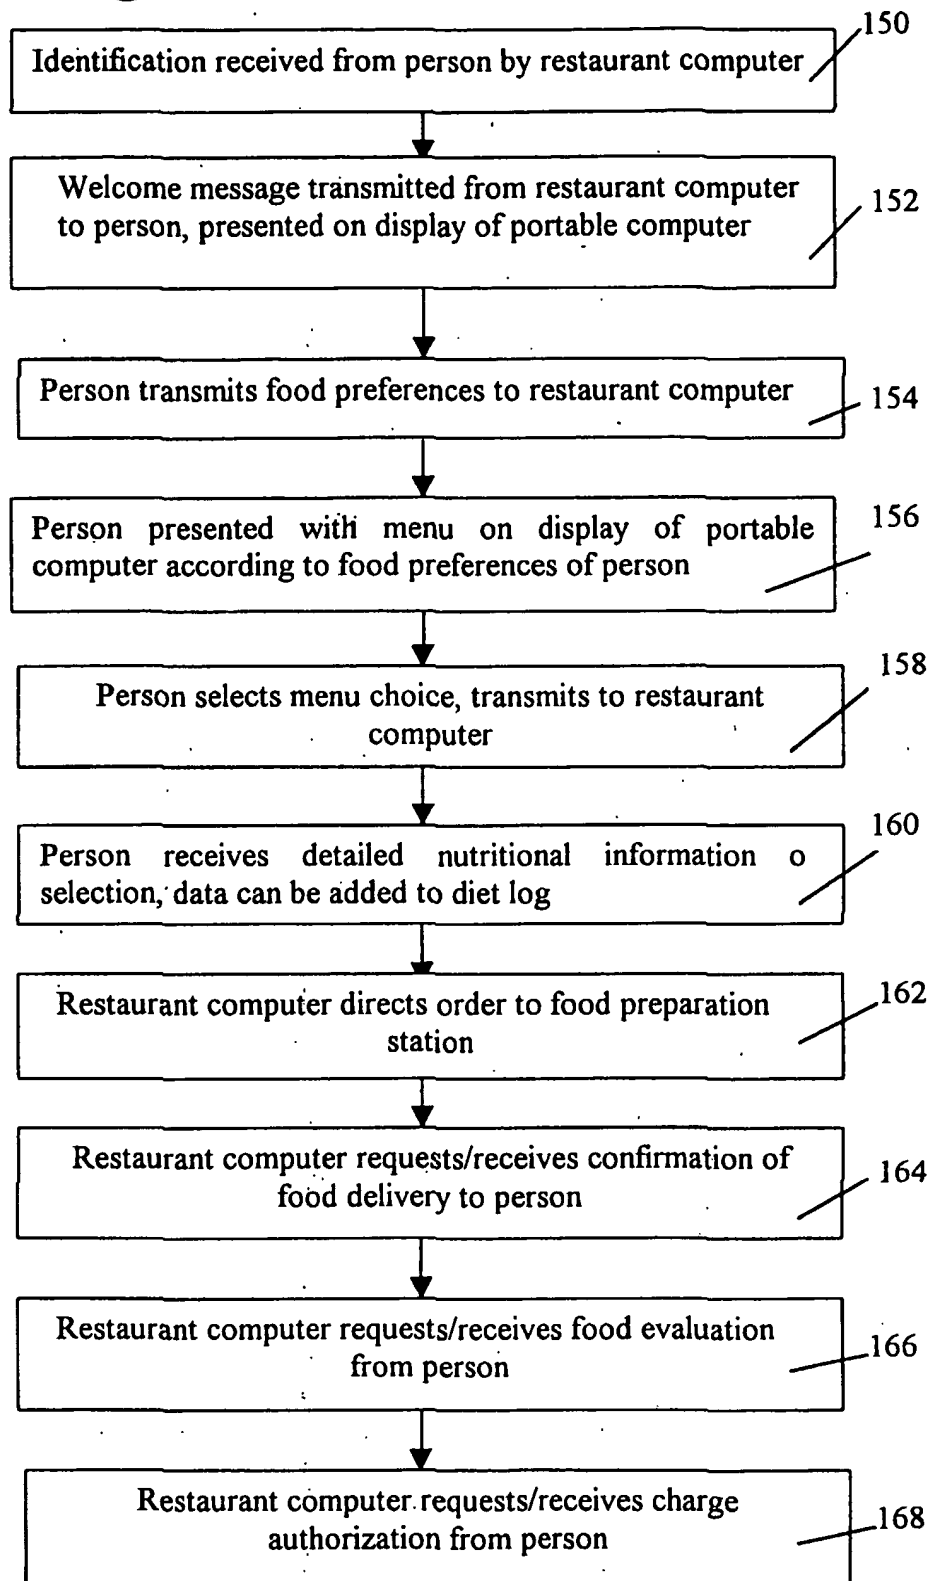 150
Identification received from person by restaurant computer
Welcome message transmitted from restaurant computer
to person, presented on display of portable computer
152
Person transmits food preferences to restaurant computer
154
Person presented with menu on display of portable
computer according to food preferences of person
156
158
Person selects menu choice, transmits to restaurant
computer
160
Person receives detailed nutritional information o
selection, data can be added to diet log
162
Restaurant computer directs order to food preparation
station
Restaurant computer requests/receives confirmation of
food delivery to person
164
Restaurant computer requests/receives food evaluation
from person
166
Restaurant computer requests/receives charge
authorization from person
168